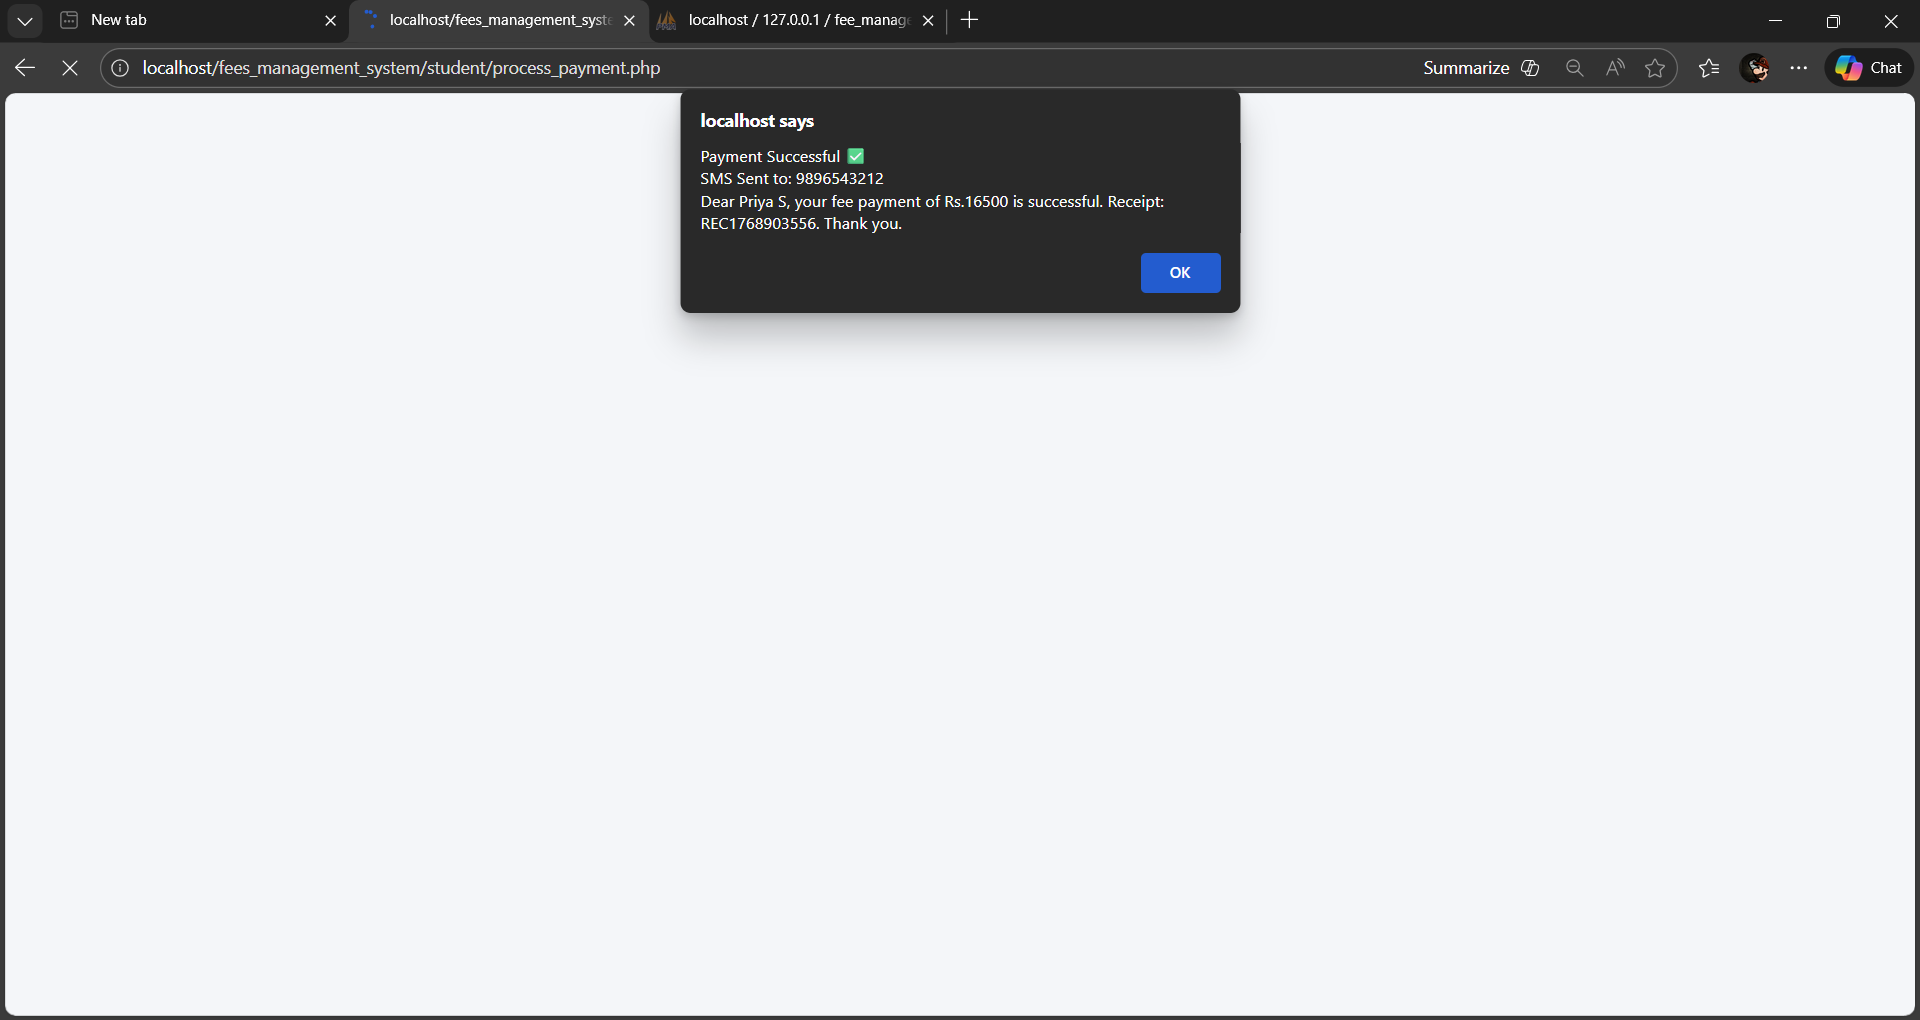 New tab
localhost/fees_management_syst
localhost / 127.0.0.1 / fee_manag
localhost/fees_management_system/student/process_payment.php
Summarize
Chat
localhost says
Payment Successful ✅
SMS Sent to: 9896543212
Dear Priya S, your fee payment of Rs.16500 is successful. Receipt:
REC1768903556. Thank you.
OK